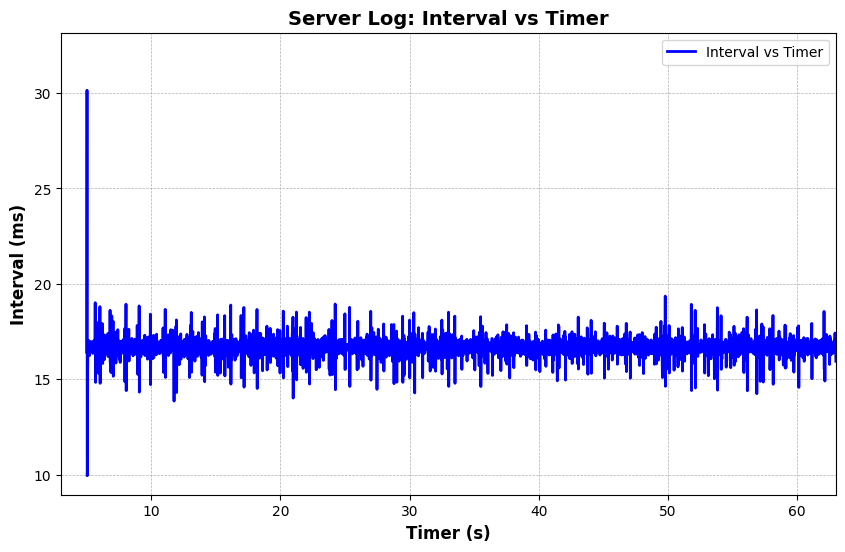 Server Log: Interval vs Timer
Interval vs Timer
30
25
20
15
10
Interval (ms)
10 20 30 40 50 60
Timer (s)